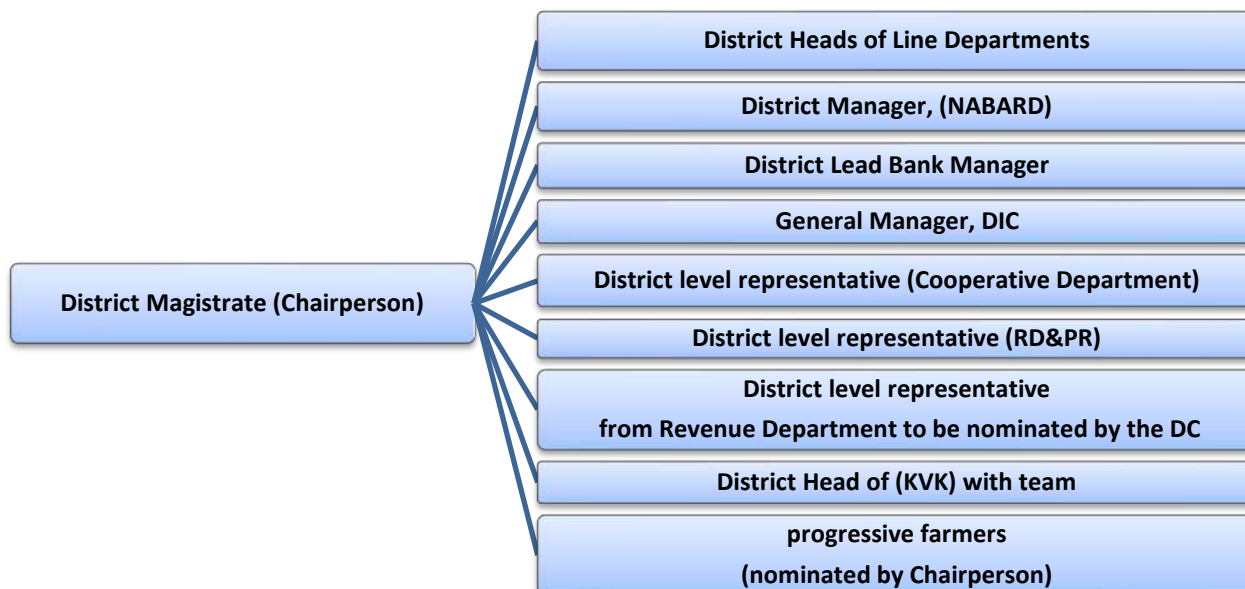 District Heads of Line Departments
District Manager, (NABARD)
District Lead Bank Manager
General Manager, DIC
District Magistrate (Chairperson)
District level representative (Cooperative Department)
District level representative (RD&PR)
District level representative
from Revenue Department to be nominated by the DC
District Head of (KVK) with team
progressive farmers
(nominated by Chairperson)